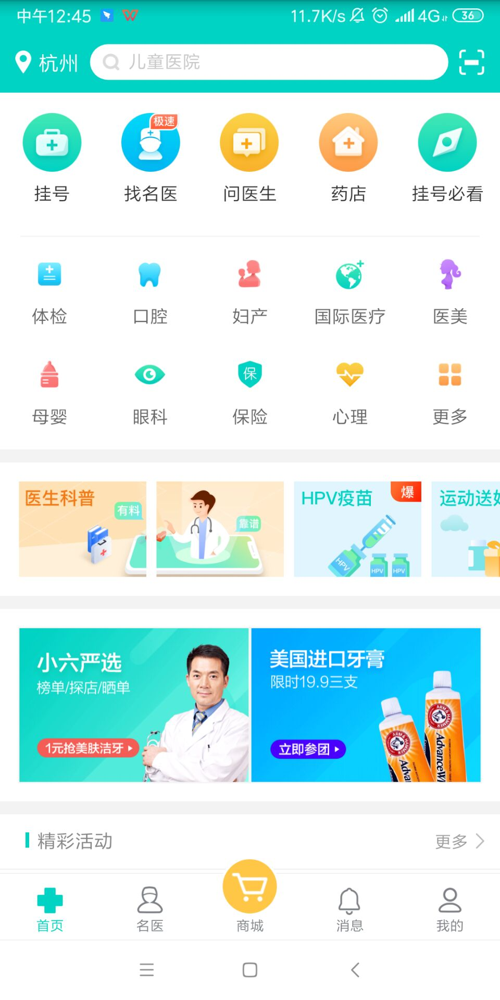 中午12:45 11.7K/s 4G 36
杭州 儿童医院
极速
挂号 找名医 问医生 药店 挂号必看
体检 口腔 妇产 国际医疗 医美
保
母婴 眼科 保险 心理 更多
医生科普 有料
靠谱
HPV疫苗 爆
HPV HPV HPV
运动送好
小六严选
榜单/探店/晒单
1元抢美肤洁牙
美国进口牙膏
限时19.9三支
立即参团
ARM & HAMMER
ARM & HAMMER
AdvanceW
Adva
精彩活动 更多
首页 名医 商城 消息 我的